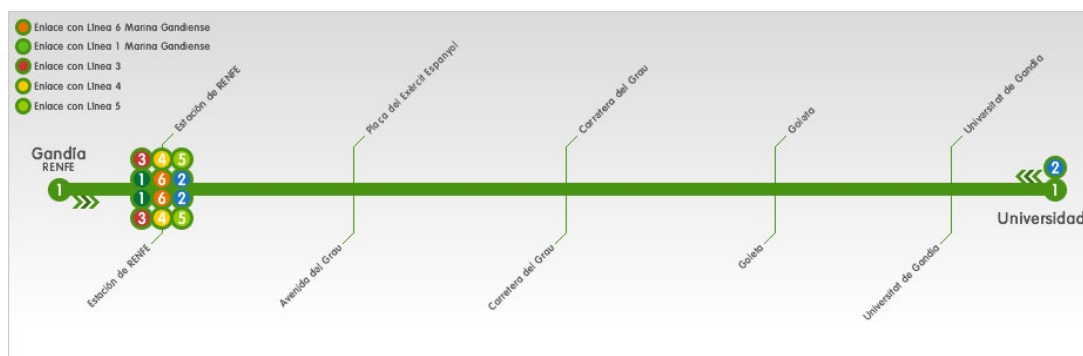 Enlace con Línea 6 Marina Gandiense
Enlace con Línea 1 Marina Gandiense
Enlace con Línea 3
Enlace con Línea 4
Enlace con Línea 5
Estación de RENFE
Plaça del Exèrcit Espanyol
Carretera del Grau
Goleta
Universitat de Gandia
Gandía
RENFE
3 4 5
1 6 2
1 6 2
3 4 5
1
2
1
Universidad
Estación de RENFE
Avenida del Grau
Carretera del Grau
Goleta
Universitat de Gandia